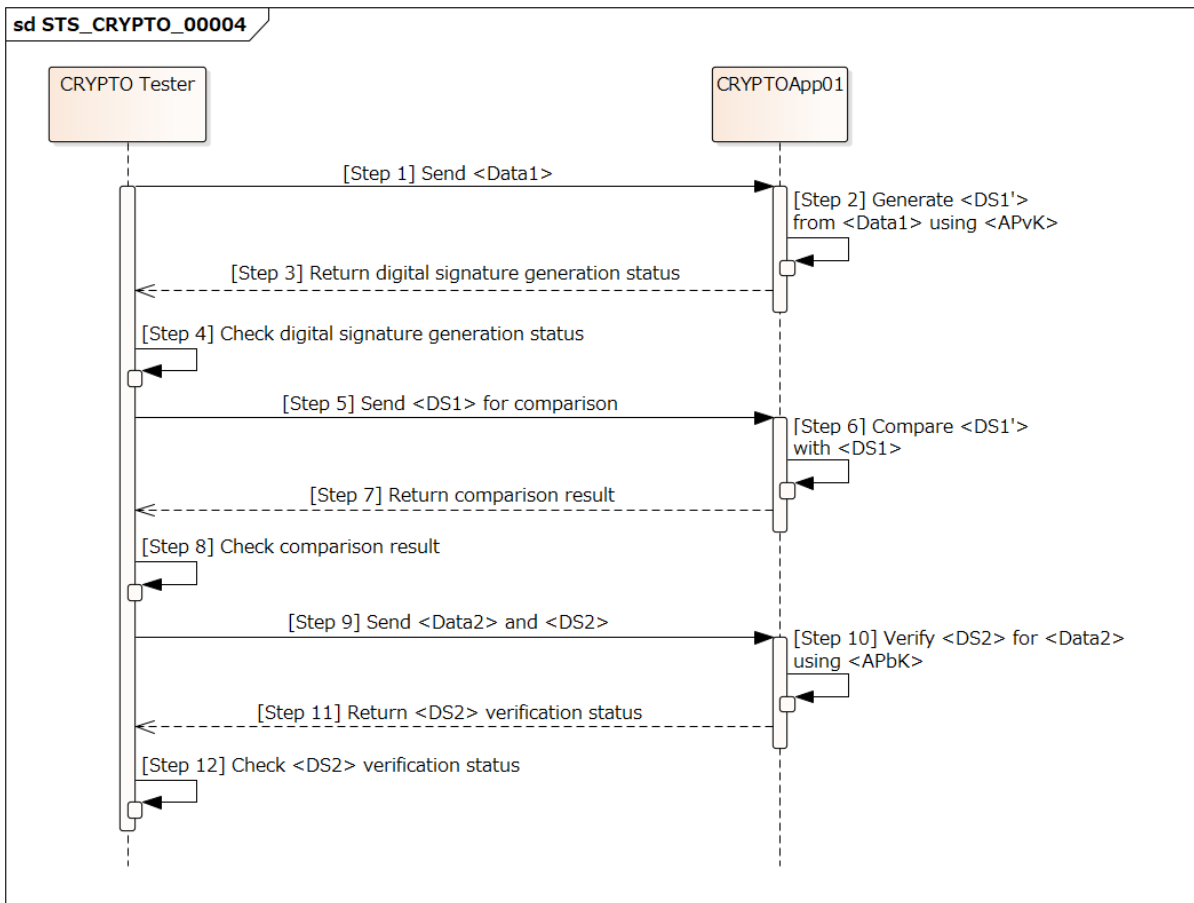 sd STS_CRYPTO_00004
CRYPTO Tester
CRYPTOApp01
[Step 1] Send <Data1>
[Step 2] Generate <DS1'>
from <Data1> using <APvK>
[Step 3] Return digital signature generation status
[Step 4] Check digital signature generation status
[Step 5] Send <DS1> for comparison
[Step 6] Compare <DS1'>
with <DS1>
[Step 7] Return comparison result
[Step 8] Check comparison result
[Step 9] Send <Data2> and <DS2>
[Step 10] Verify <DS2> for <Data2>
using <APbK>
[Step 11] Return <DS2> verification status
[Step 12] Check <DS2> verification status